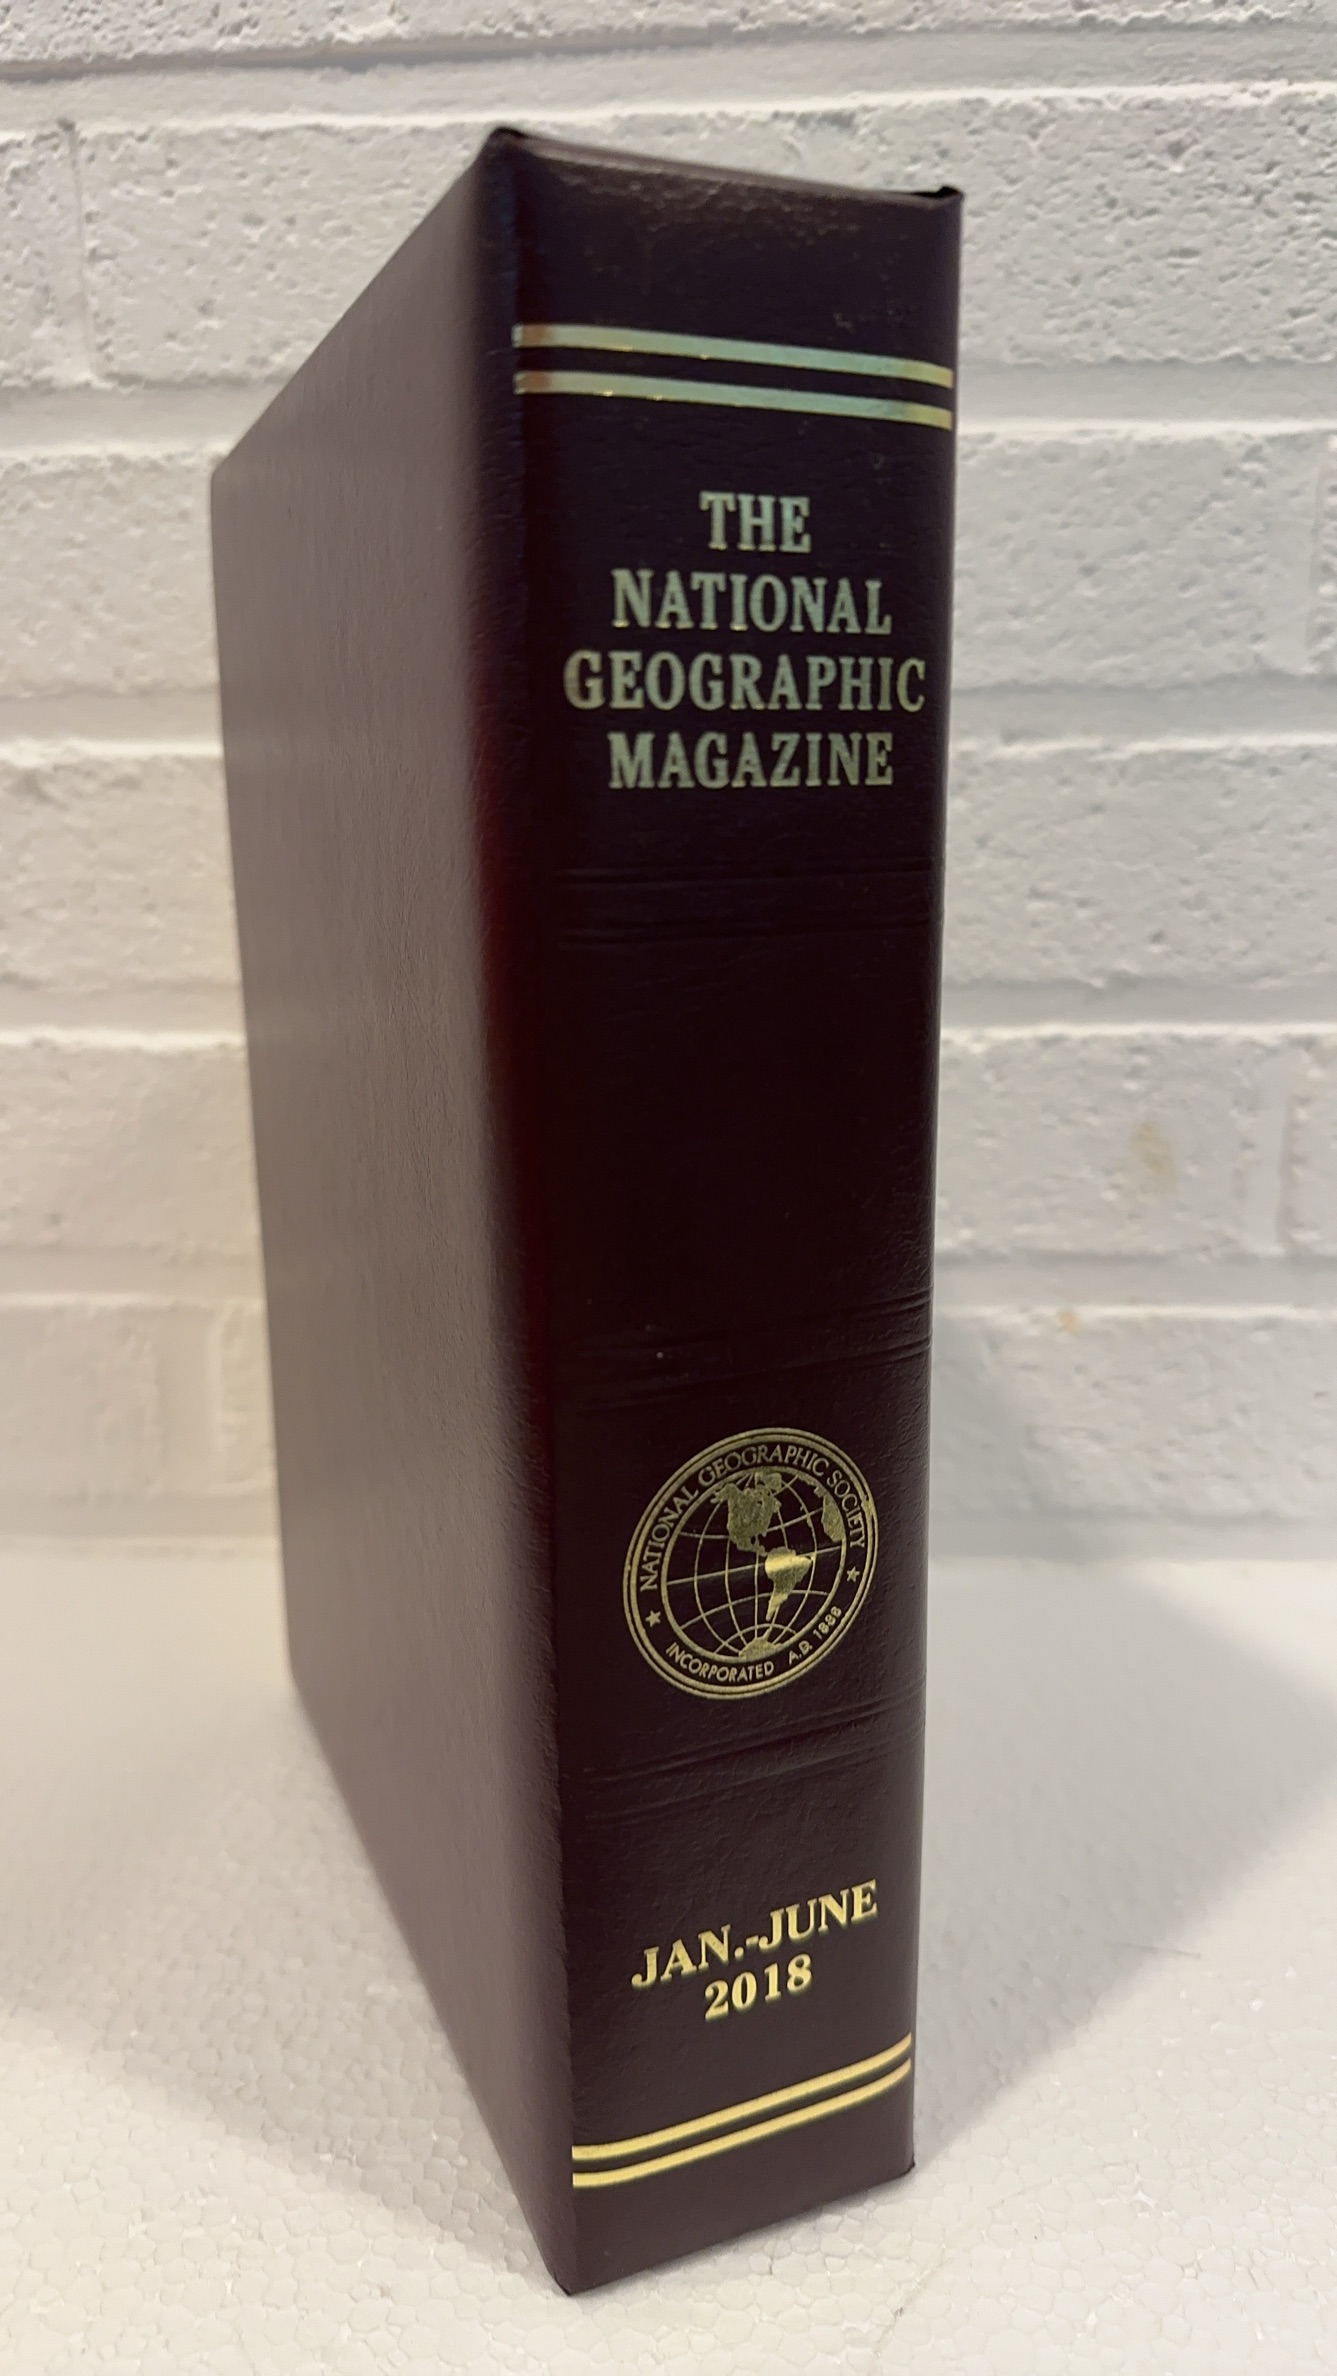 THE
NATIONAL
GEOGRAPHIC
MAGAZINE
★ NATIONAL GEOGRAPHIC SOCIETY ★
INCORPORATED A.D. 1888
JAN.-JUNE
2018